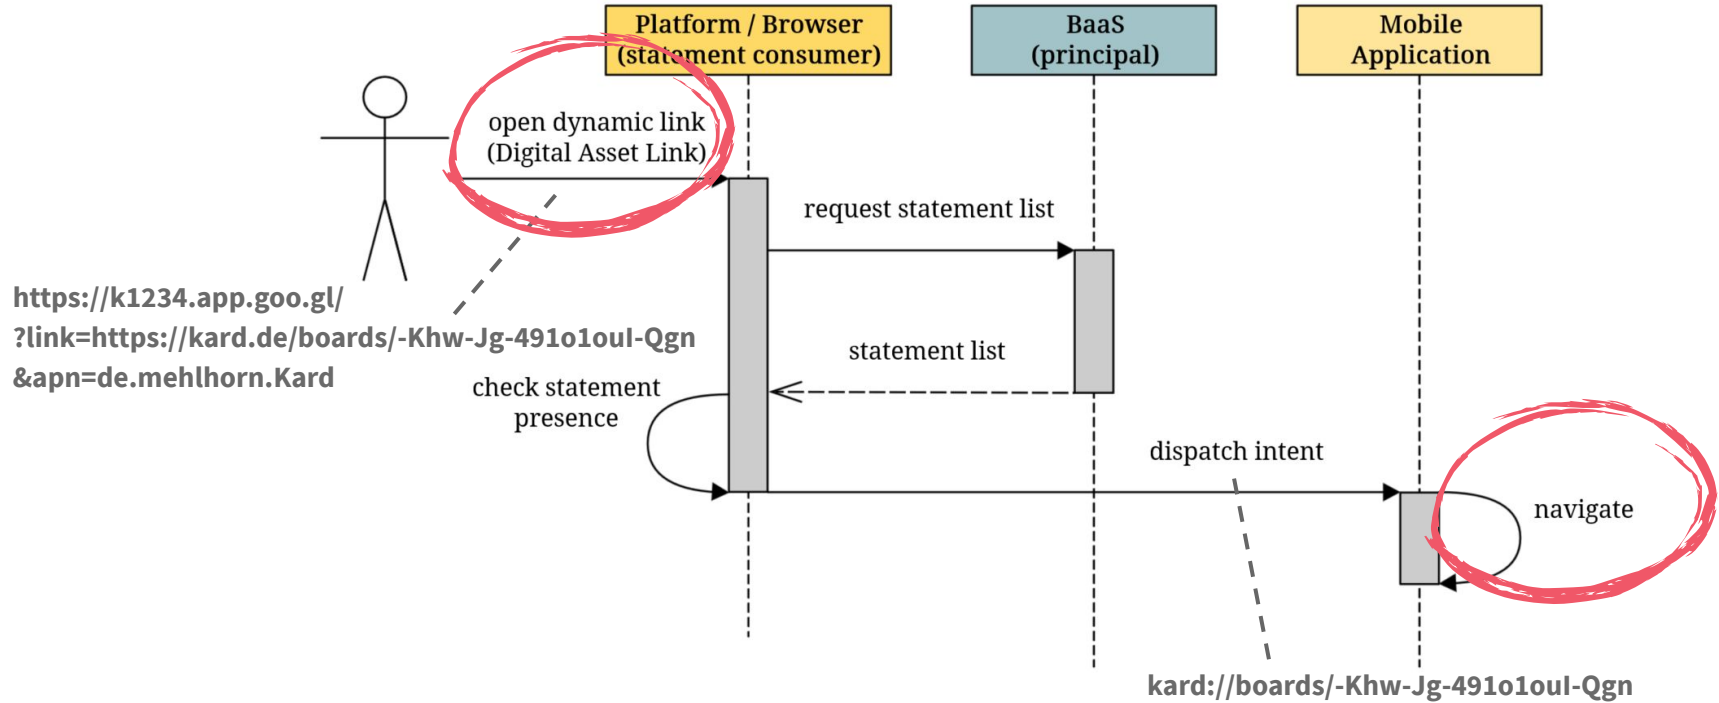 Platform / Browser
(statement consumer)
BaaS
(principal)
Mobile
Application
open dynamic link
(Digital Asset Link)
request statement list
https://k1234.app.goo.gl/
?link=https://kard.de/boards/-Khw-Jg-491o1ouI-Qgn
&apn=de.mehlhorn.Kard
statement list
check statement
presence
dispatch intent
navigate
kard://boards/-Khw-Jg-491o1ouI-Qgn